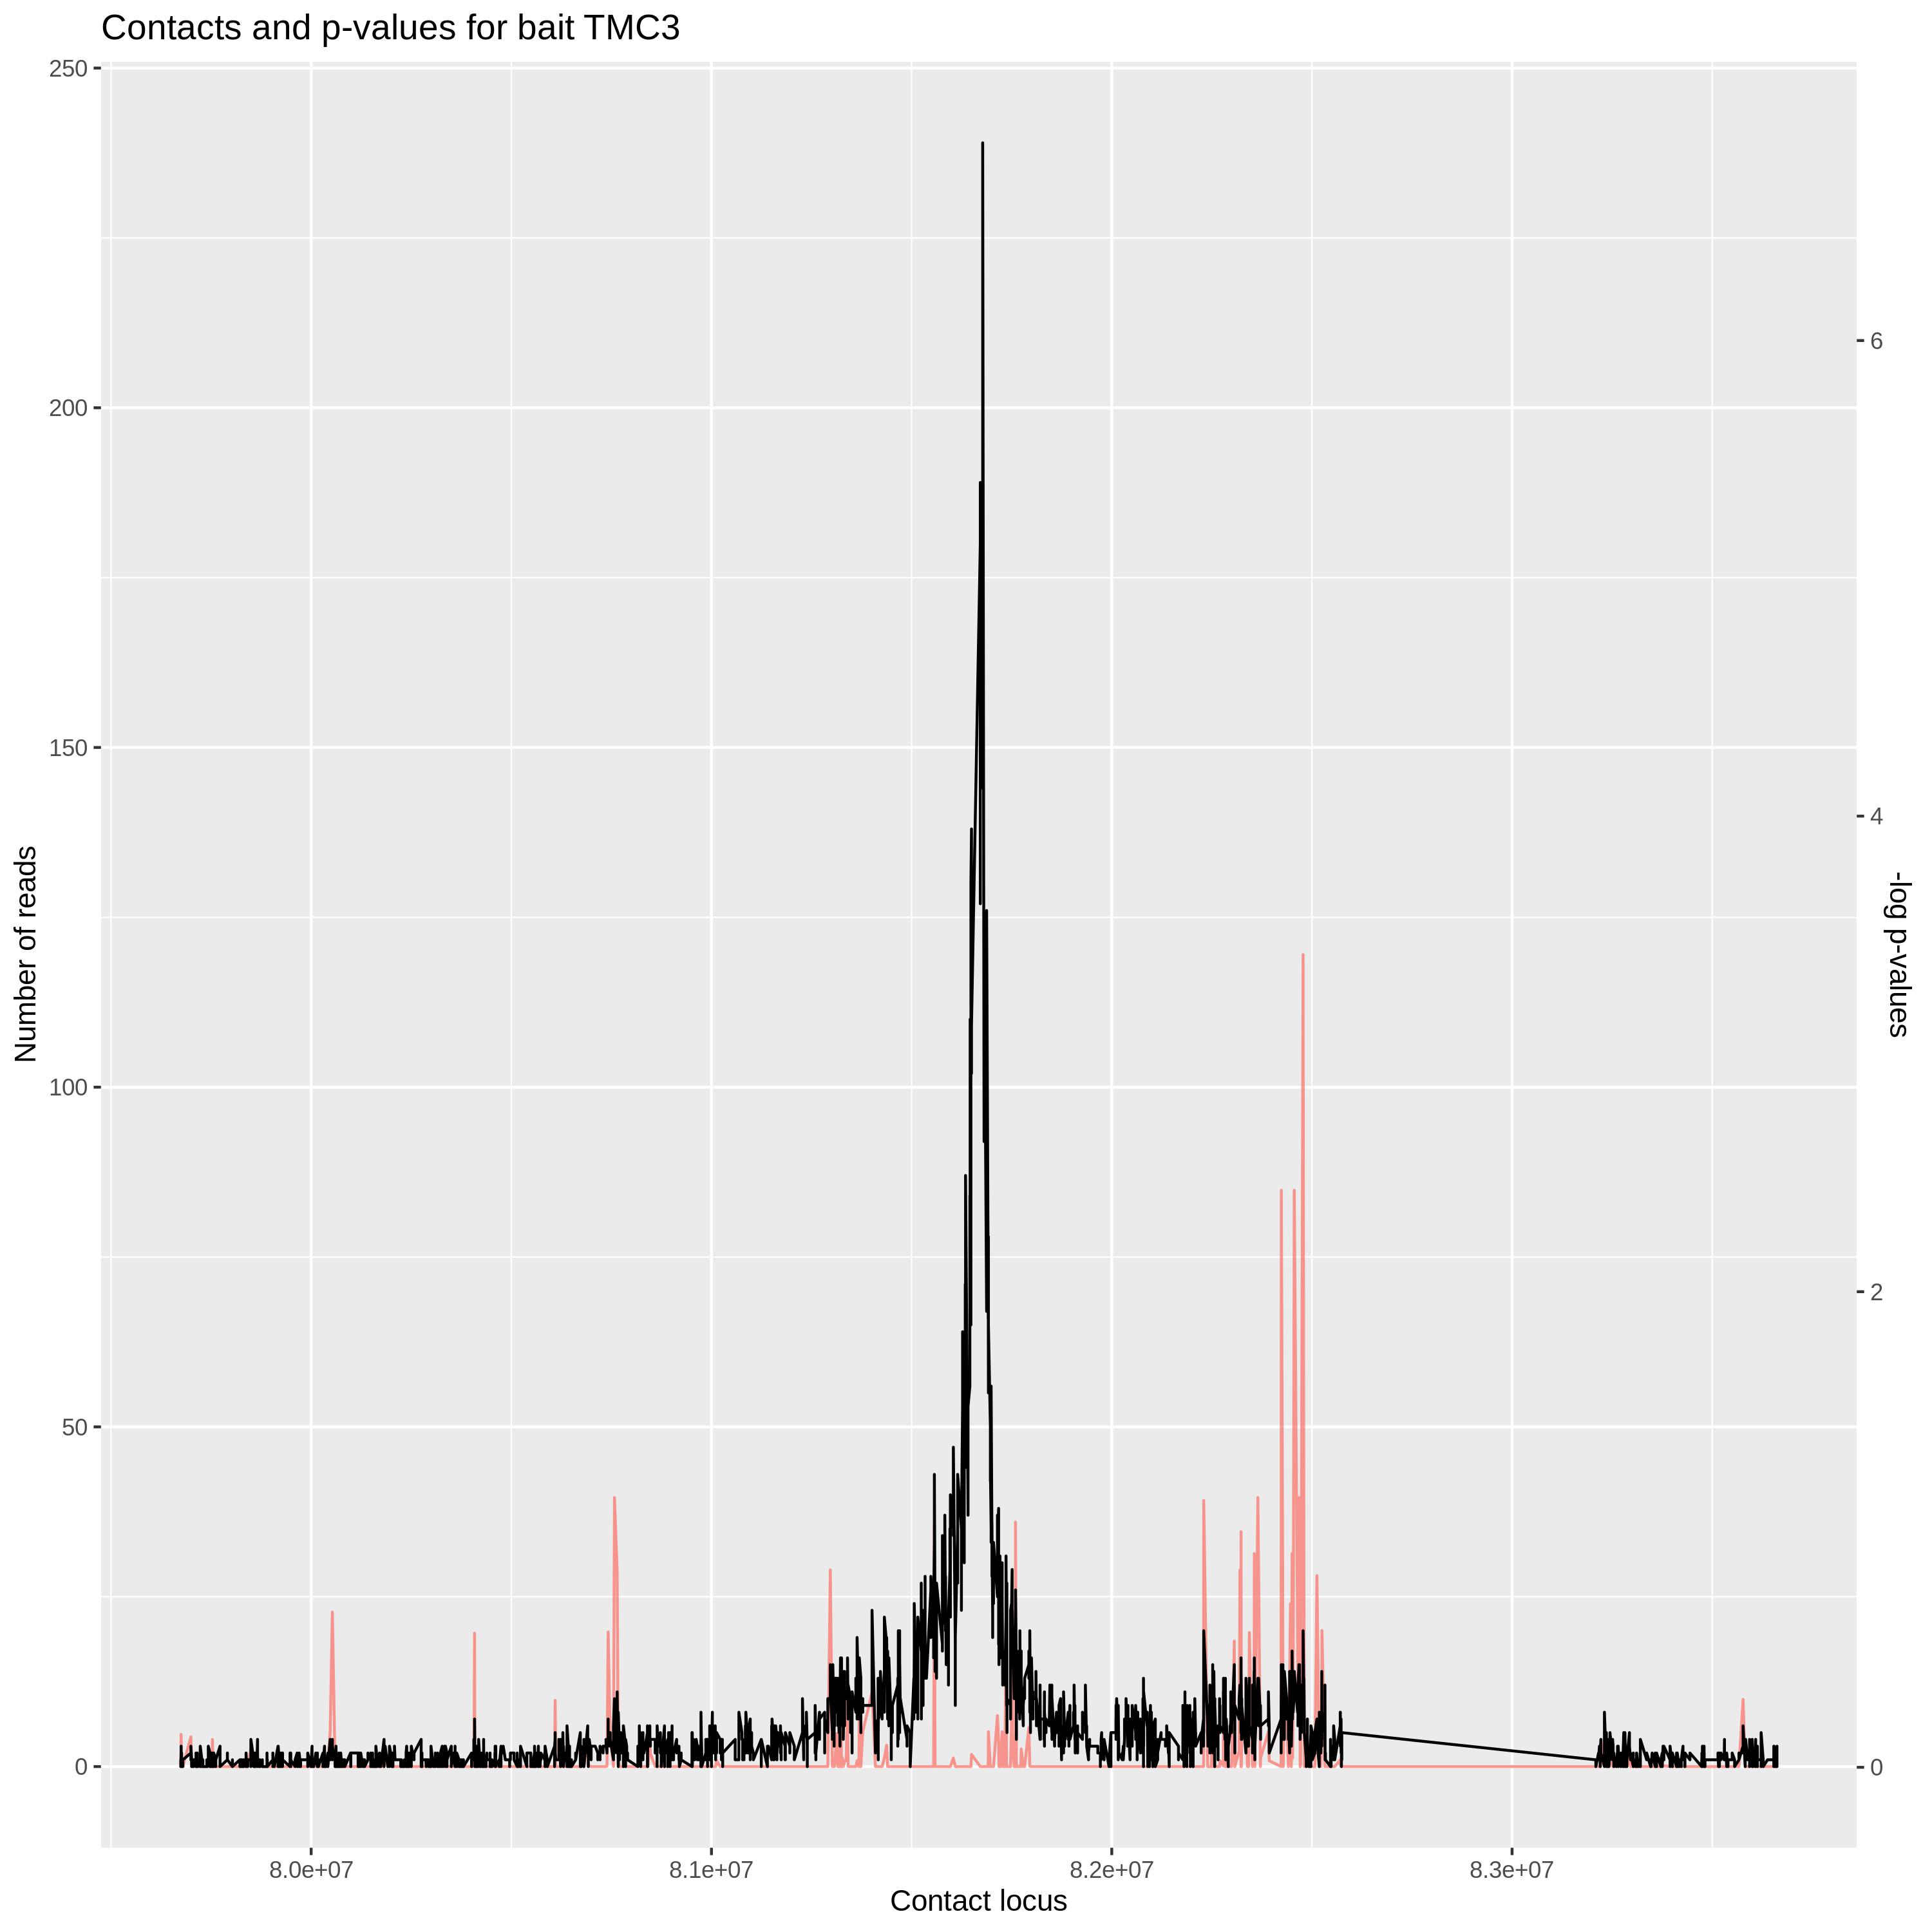 Contacts and p-values for bait TMC3
250
200
150
100
50
0
Number of reads
6
4
2
0
-log p-values
8.0e+07
8.1e+07
8.2e+07
8.3e+07
Contact locus